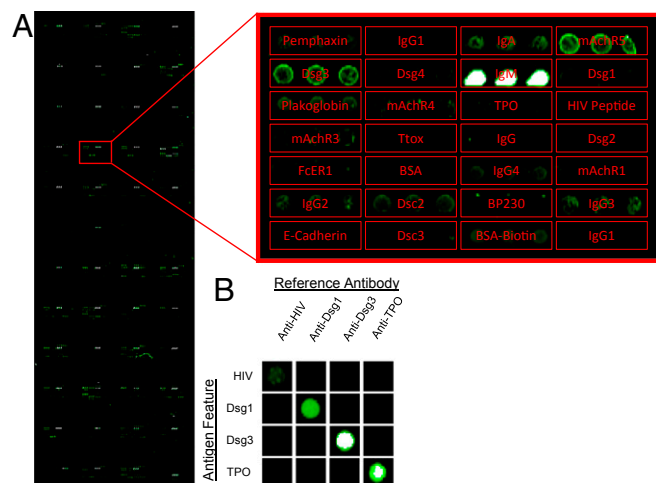 A
Pemphaxin IgG1 IgA mAchR5
Dsg3 Dsg4 IgM Dsg1
Plakoglobin mAchR4 TPO HIV Peptide
mAchR3 Ttox IgG Dsg2
FcER1 BSA IgG4 mAchR1
IgG2 Dsc2 BP230 IgG3
E-Cadherin Dsc3 BSA-Biotin IgG1
B
Reference Antibody
Anti-HIV Anti-Dsg1 Anti-Dsg3 Anti-TPO
Antigen Feature
HIV
Dsg1
Dsg3
TPO